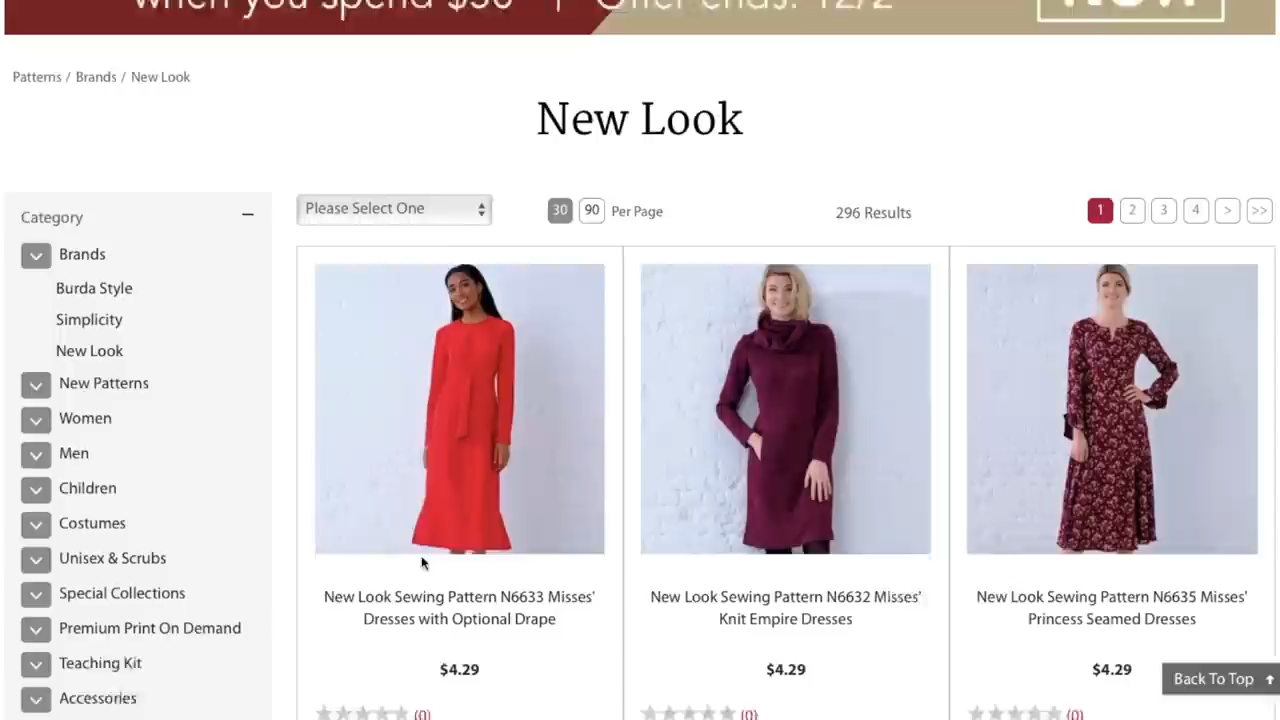 when you spend $50 | Offer ends: 12/2
Patterns / Brands / New Look
New Look
Category
Please Select One
30 90 Per Page
296 Results
1 2 3 4 > >>
Brands
Burda Style
Simplicity
New Look
New Patterns
Women
Men
Children
Costumes
Unisex & Scrubs
Special Collections
Premium Print On Demand
Teaching Kit
Accessories
New Look Sewing Pattern N6633 Misses'
Dresses with Optional Drape
$4.29
(0)
New Look Sewing Pattern N6632 Misses'
Knit Empire Dresses
$4.29
(0)
New Look Sewing Pattern N6635 Misses'
Princess Seamed Dresses
$4.29
(0)
Back To Top